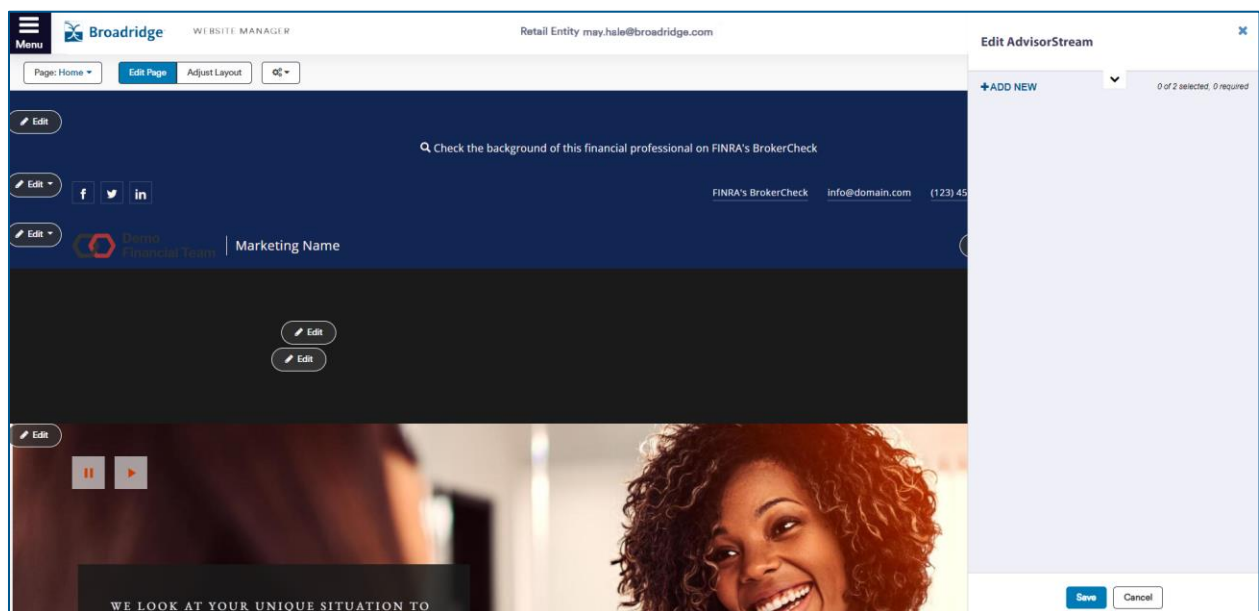 Menu
Broadridge
WEBSITE MANAGER
Retail Entity may.hale@broadridge.com
Edit AdvisorStream
Page: Home
Edit Page
Adjust Layout
+ADD NEW
0 of 2 selected, 0 required
Edit
Check the background of this financial professional on FINRA's BrokerCheck
Edit
f
in
FINRA's BrokerCheck
info@domain.com
(123) 45
Edit
Demo
Financial Team
Marketing Name
Edit
Edit
Edit
WE LOOK AT YOUR UNIQUE SITUATION TO
Save
Cancel